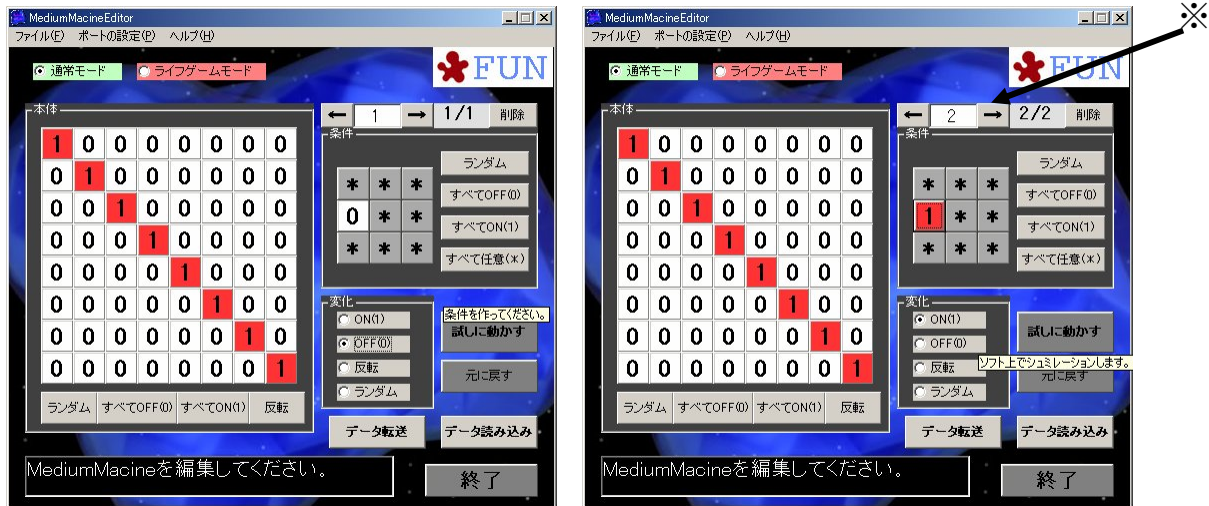 ※
MediumMacineEditor
ファイル(F) ポートの設定(P) ヘルプ(H)
通常モード ライフゲームモード
FUN
本体
← 1 → 1/1 削除
1 0 0 0 0 0 0 0
0 1 0 0 0 0 0 0
0 0 1 0 0 0 0 0
0 0 0 1 0 0 0 0
0 0 0 0 1 0 0 0
0 0 0 0 0 1 0 0
0 0 0 0 0 0 1 0
0 0 0 0 0 0 0 1
ランダム すべてOFF(0) すべてON(1) 反転
条件
* * *
0 * *
* * *
ランダム
すべてOFF(0)
すべてON(1)
すべて任意(*)
変化
ON(1)
OFF(0)
反転
ランダム
条件を作ってください。
試しに動かす
元に戻す
データ転送 データ読み込み
MediumMacineを編集してください。
終了
MediumMacineEditor
ファイル(F) ポートの設定(P) ヘルプ(H)
通常モード ライフゲームモード
FUN
本体
← 2 → 2/2 削除
1 0 0 0 0 0 0 0
0 1 0 0 0 0 0 0
0 0 1 0 0 0 0 0
0 0 0 1 0 0 0 0
0 0 0 0 1 0 0 0
0 0 0 0 0 1 0 0
0 0 0 0 0 0 1 0
0 0 0 0 0 0 0 1
ランダム すべてOFF(0) すべてON(1) 反転
条件
* * *
1 * *
* * *
ランダム
すべてOFF(0)
すべてON(1)
すべて任意(*)
変化
ON(1)
OFF(0)
反転
ランダム
試しに動かす
ソフト上でシュミレーションします。
元に戻す
データ転送 データ読み込み
MediumMacineを編集してください。
終了